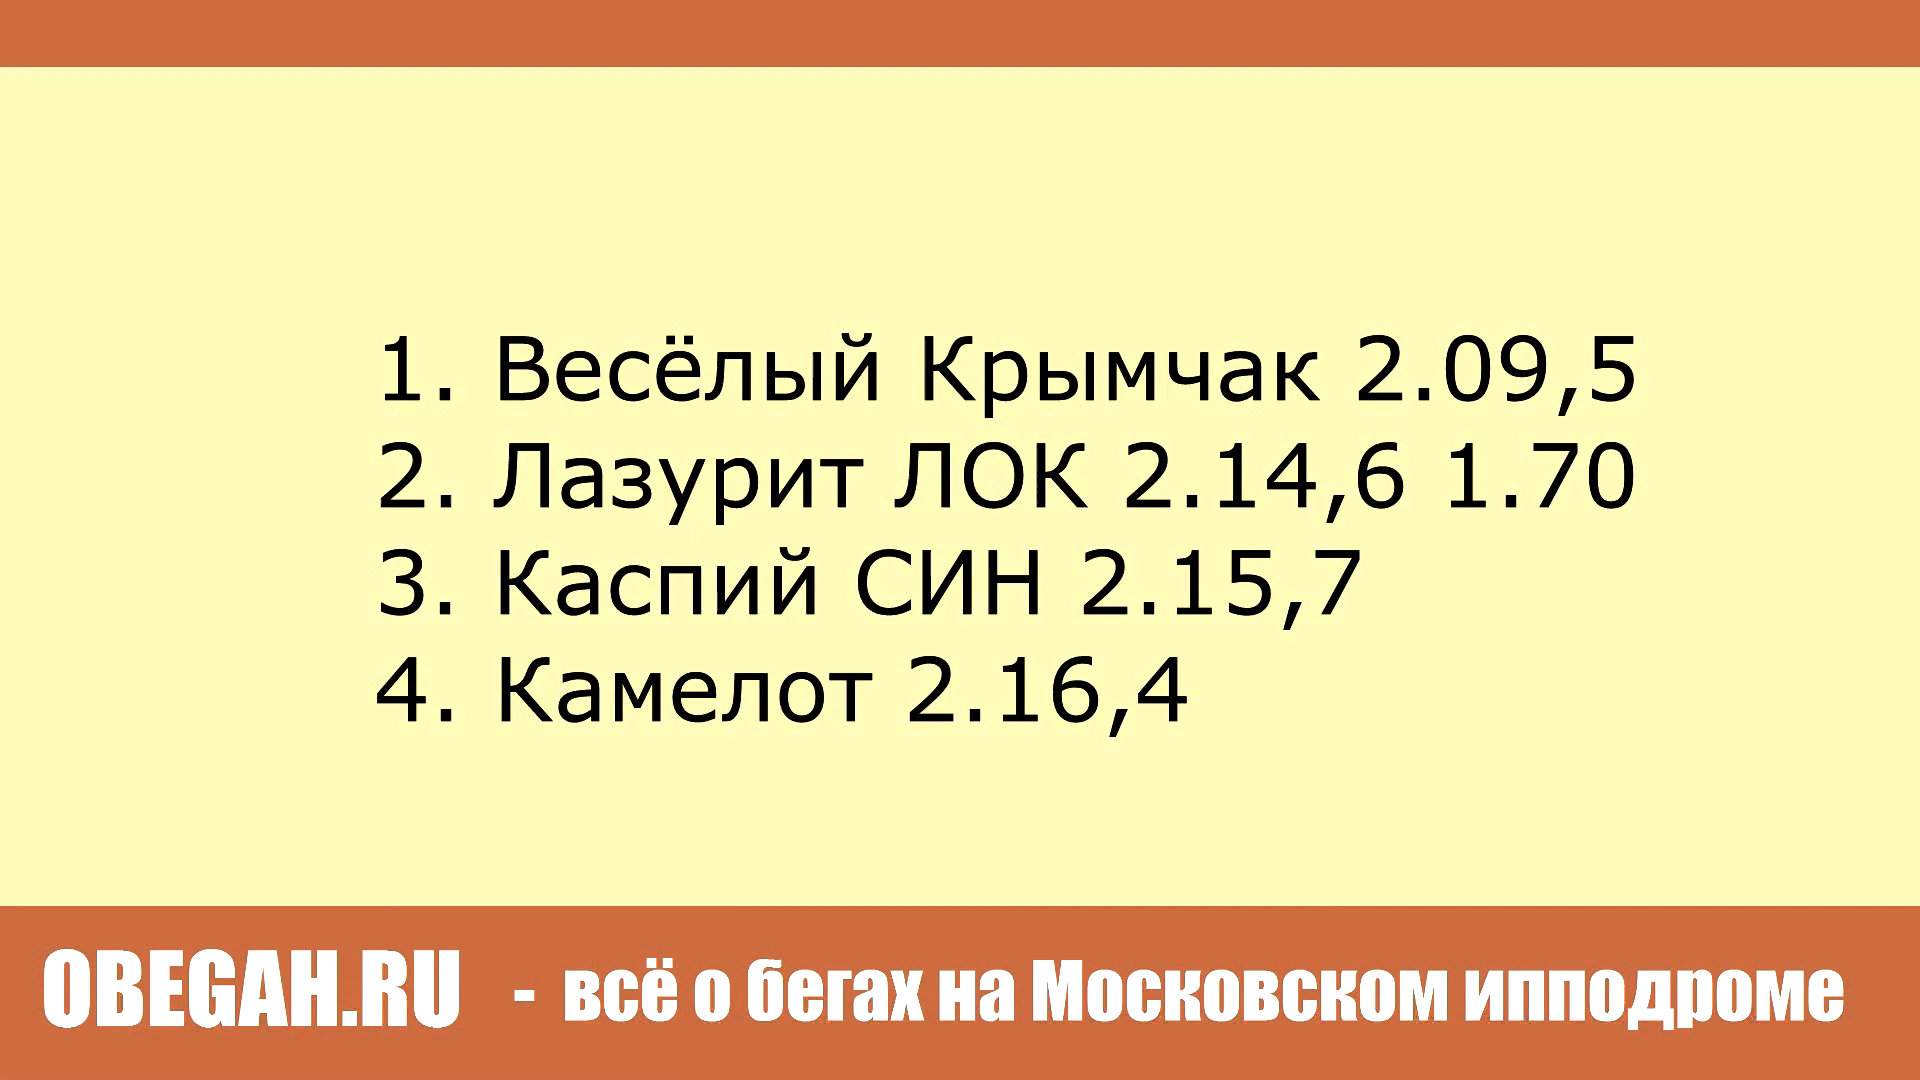 1. Весёлый Крымчак 2.09,5
2. Лазурит ЛОК 2.14,6 1.70
3. Каспий СИН 2.15,7
4. Камелот 2.16,4
OBEGAH.RU - всё о бегах на Московском ипподроме